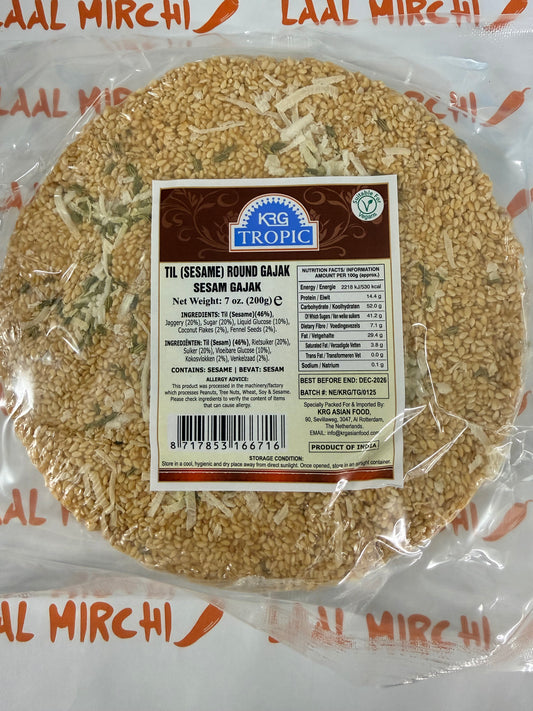 LAAL MIRCHI
LAAL MIRCHI
Suitable For
Vegans
KRG
TROPIC
TIL (SESAME) ROUND GAJAK
SESAM GAJAK
Net Weight: 7 oz. (200g) e
INGREDIENTS: Til (Sesame)(46%),
Jaggery (20%), Sugar (20%), Liquid Glucose (10%),
Coconut Flakes (2%), Fennel Seeds (2%).
INGREDIËNTEN: Til (Sesam) (46%), Rietsuiker (20%),
Suiker (20%), Vloeibare Glucose (10%),
Kokosvlokken (2%), Venkelzaad (2%).
CONTAINS: SESAME | BEVAT: SESAM
ALLERGY ADVICE:
This product was processed in the machinery/factory
which processes Peanuts, Tree Nuts, Wheat, Soy & Sesame.
Please check ingredients to verify the content of items
that can cause allergy.
8 717853 166716
NUTRITION FACTS/ INFORMATION
AMOUNT PER 100g (approx.)
Energy / Energie 2218 kJ/530 kcal
Protein / Eiwit 14.4 g
Carbohydrate / Koolhydraten 52.0 g
Of Which Sugars / Van welke suikers 41.2 g
Dietary Fibre / Voedingsvezels 7.1 g
Fat / Vetgehalte 29.4 g
Saturated Fat / Verzadigde Vetten 3.8 g
Trans Fat / Transformeren Vet 0.0 g
Sodium / Natrium 0.1 g
BEST BEFORE END: DEC-2026
BATCH #: NE/KRG/TG/0125
Specially Packed For & Imported By:
KRG ASIAN FOOD,
90, Sevillaweg, 3047, Al Rotterdam,
The Netherlands.
EMAIL: info@krgasianfood.com
PRODUCT OF INDIA
STORAGE CONDITION:
Store in a cool, hygienic and dry place away from direct sunlight. Once opened, store in an airtight container.
LAAL MIRCHI